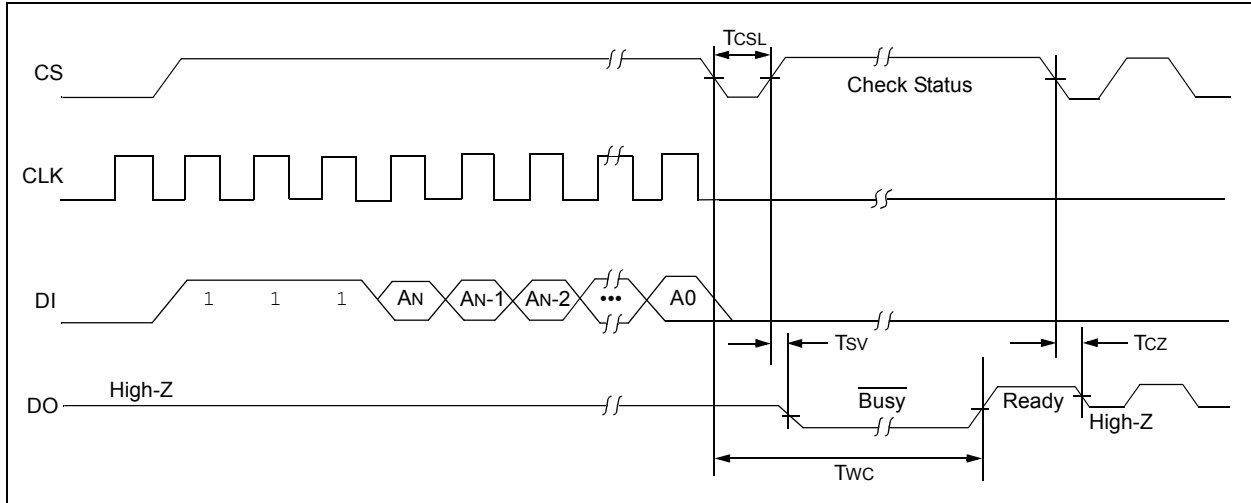 TCSL
CS
Check Status
CLK
DI
1 1 1 AN AN-1 AN-2 ••• A0
TSV
TCZ
High-Z
DO
Busy
Ready
High-Z
TWC